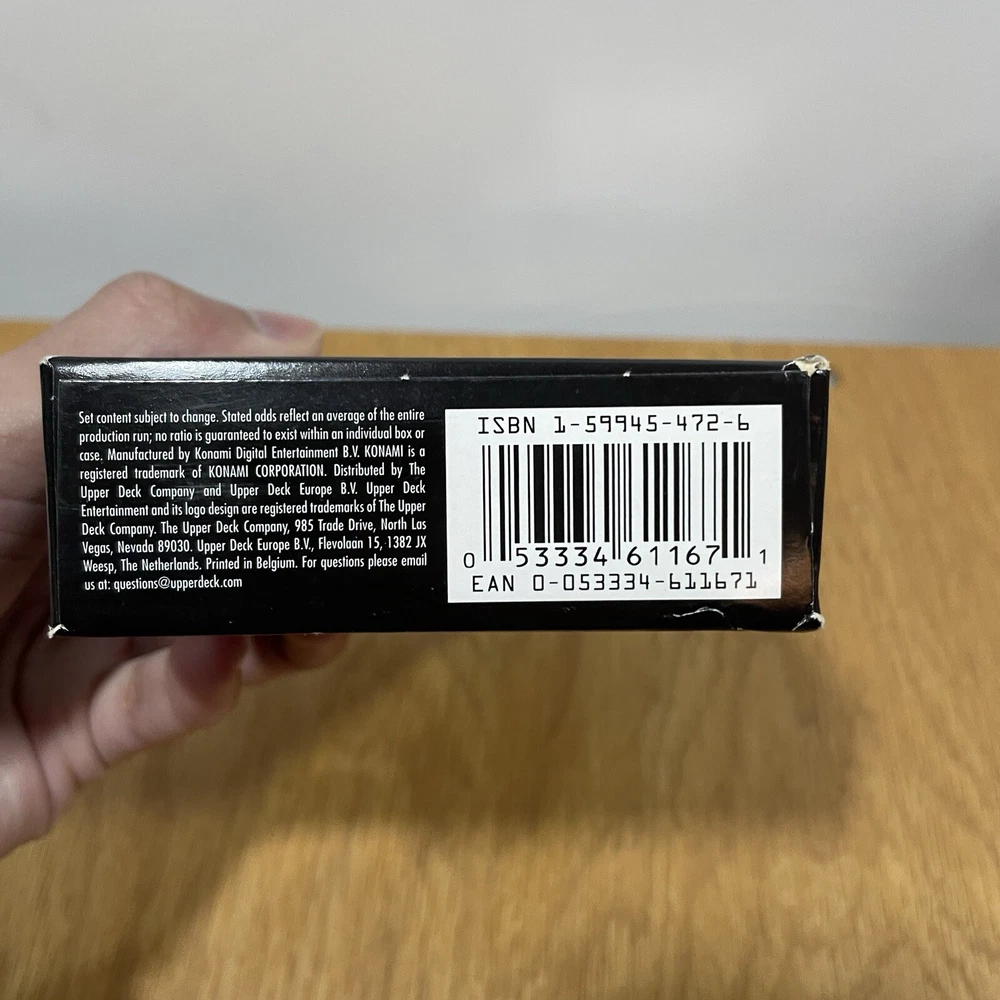 Set content subject to change. Stated odds reflect an average of the entire
production run; no ratio is guaranteed to exist within an individual box or
case. Manufactured by Konami Digital Entertainment B.V. KONAMI is a
registered trademark of KONAMI CORPORATION. Distributed by The
Upper Deck Company and Upper Deck Europe B.V. Upper Deck
Entertainment and its logo design are registered trademarks of The Upper
Deck Company. The Upper Deck Company, 985 Trade Drive, North Las
Vegas, Nevada 89030. Upper Deck Europe B.V., Flevolaan 15, 1382 JX
Weesp, The Netherlands. Printed in Belgium. For questions please email
us at: questions@upperdeck.com
ISBN 1-59945-472-6
0 53334 61167 1
EAN 0-053334-611671